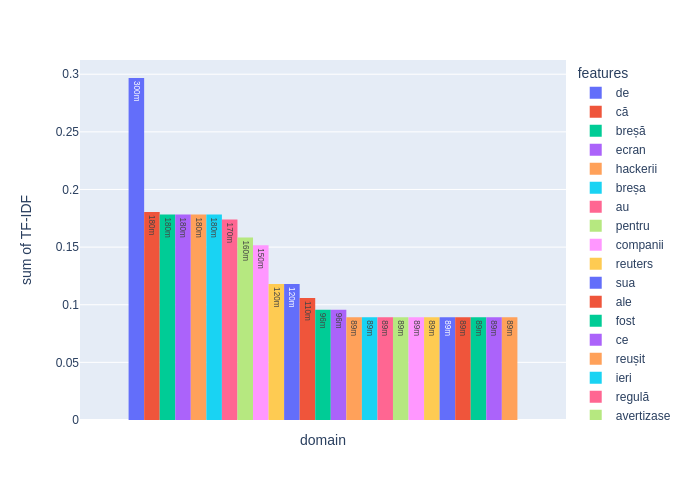 features
de
că
breșă
ecran
hackerii
breșa
au
pentru
companii
reuters
sua
ale
fost
ce
reușit
ieri
regulă
avertizase
sum of TF-IDF
0.3
0.25
0.2
0.15
0.1
0.05
0
300m
180m
180m
180m
180m
180m
170m
160m
150m
120m
120m
110m
96m
96m
89m
89m
89m
89m
89m
89m
89m
89m
89m
89m
89m
domain